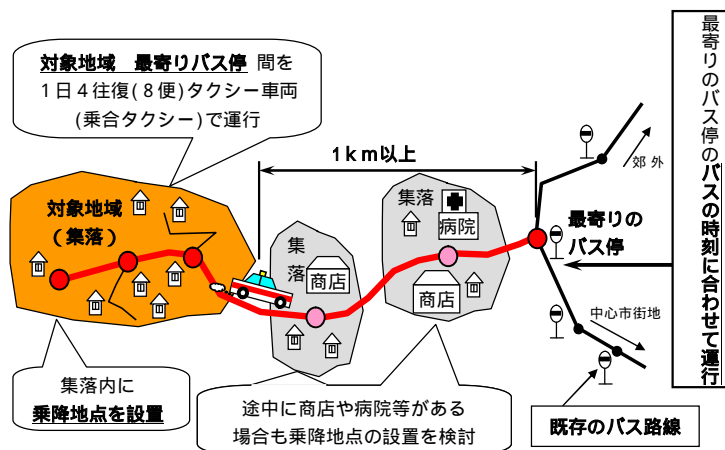 対象地域 最寄りバス停 間を
1日4往復(8便)タクシー車両
(乗合タクシー)で運行
1km以上
対象地域
(集落)
集
落
商店
集落
病院
商店
最寄りの
バス停
郊外
中心市街地
既存のバス路線
集落内に
乗降地点を設置
途中に商店や病院等がある
場合も乗降地点の設置を検討
最寄りのバス停のバスの時刻に合わせて運行